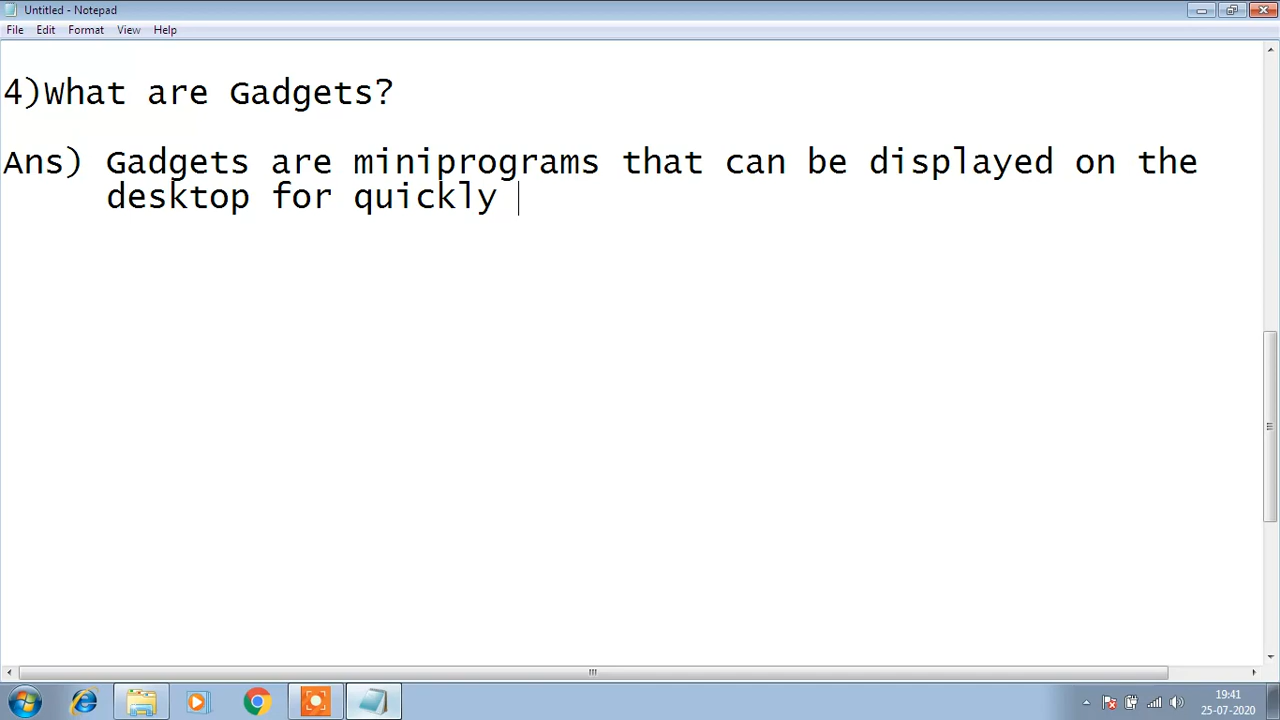 Untitled - Notepad
File Edit Format View Help
4)What are Gadgets?
Ans) Gadgets are miniprograms that can be displayed on the
desktop for quickly
19:41
25-07-2020